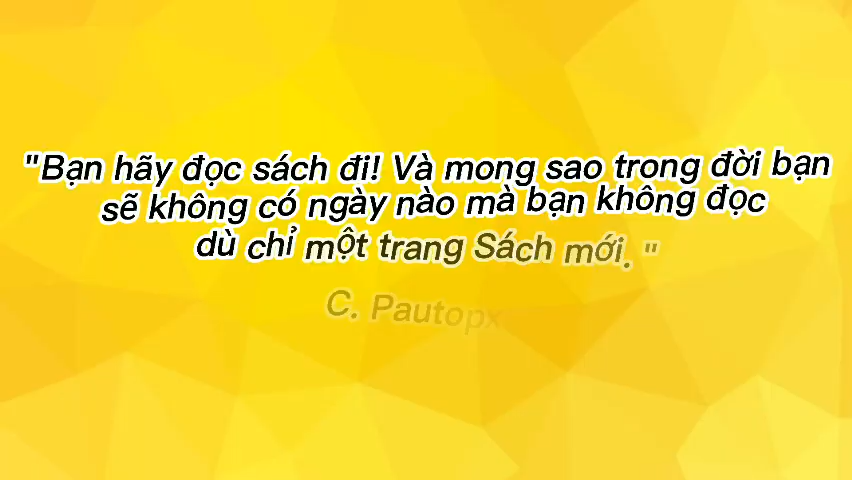 "Bạn hãy đọc sách đi! Và mong sao trong đời bạn
sẽ không có ngày nào mà bạn không đọc
dù chỉ một trang Sách mới. "
C. Pautopx